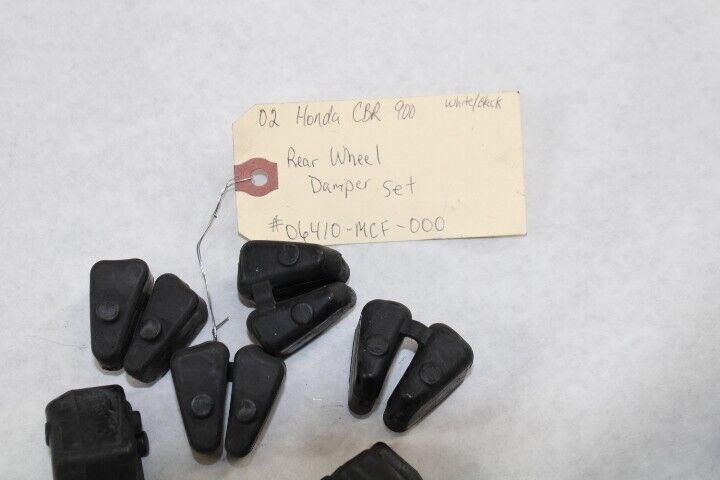 02 Honda CBR 900 White/Black
Rear Wheel
Damper set
#06410-MCF-000